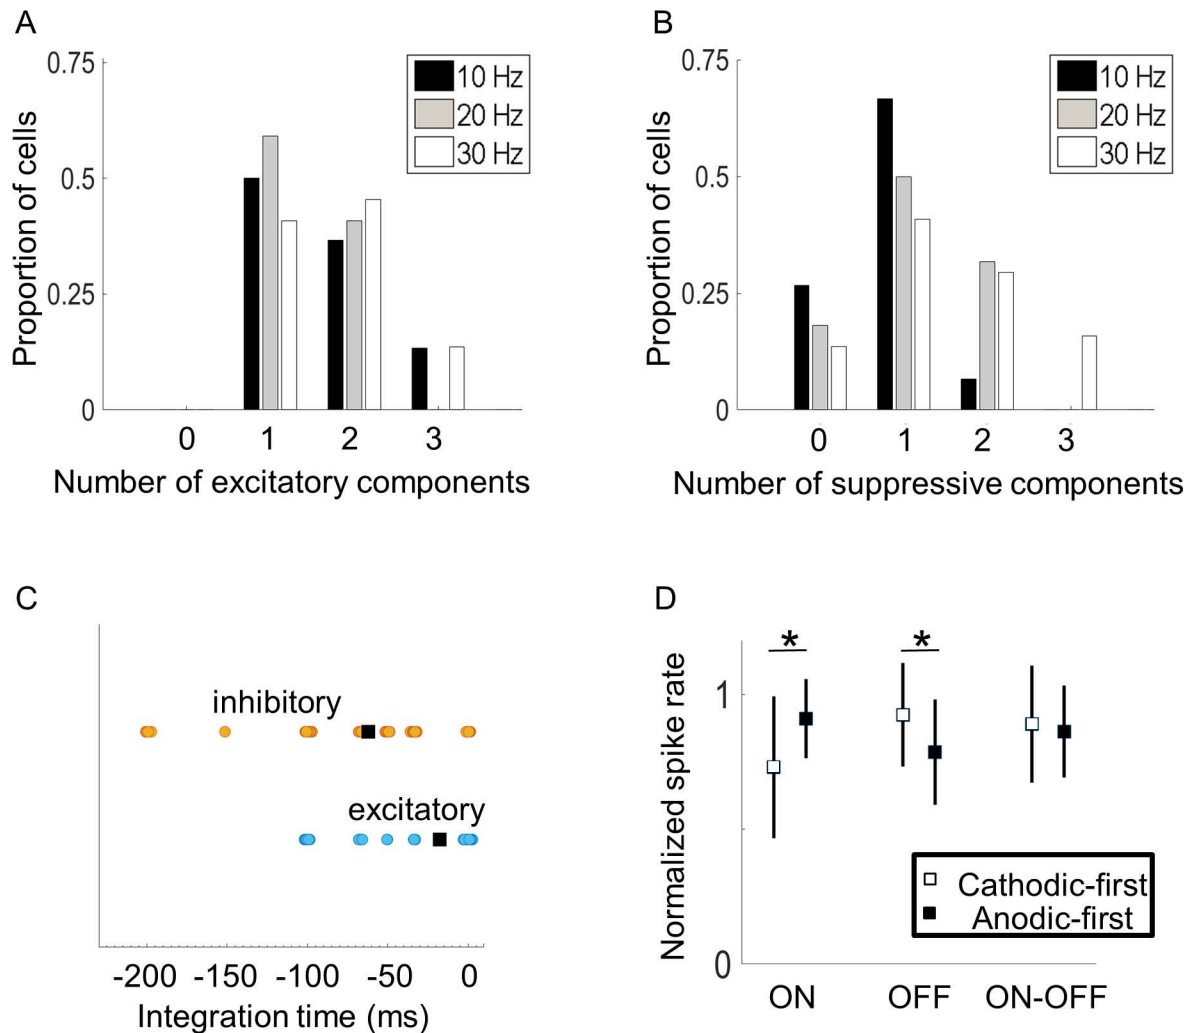 A
0.75
0.5
0.25
0
Proportion of cells
10 Hz
20 Hz
30 Hz
0 1 2 3
Number of excitatory components
B
0.75
0.5
0.25
0
Proportion of cells
10 Hz
20 Hz
30 Hz
0 1 2 3
Number of suppressive components
C
inhibitory
excitatory
-200 -150 -100 -50 0
Integration time (ms)
D
* *
1
0
Normalized spike rate
Cathodic-first
Anodic-first
ON OFF ON-OFF